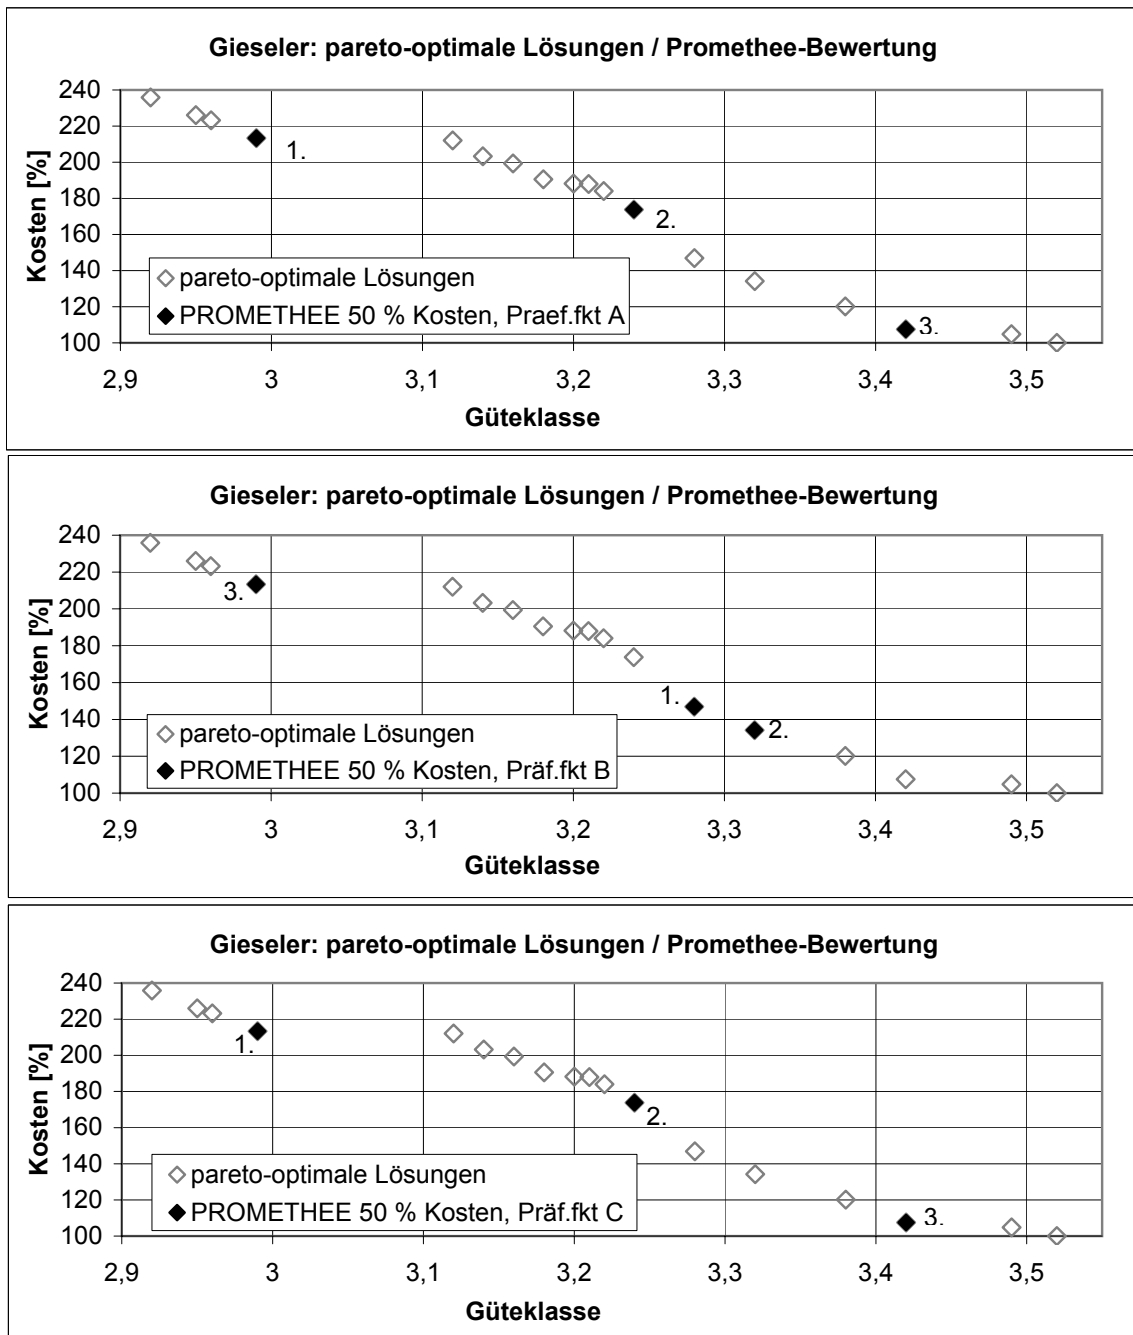 Gieseler: pareto-optimale Lösungen / Promethee-Bewertung
240
220
200
180
160
140
120
100
Kosten [%]
1.
2.
3.
pareto-optimale Lösungen
PROMETHEE 50 % Kosten, Praef.fkt A
2,9 3 3,1 3,2 3,3 3,4 3,5
Güteklasse
Gieseler: pareto-optimale Lösungen / Promethee-Bewertung
240
220
200
180
160
140
120
100
Kosten [%]
3.
1.
2.
pareto-optimale Lösungen
PROMETHEE 50 % Kosten, Präf.fkt B
2,9 3 3,1 3,2 3,3 3,4 3,5
Güteklasse
Gieseler: pareto-optimale Lösungen / Promethee-Bewertung
240
220
200
180
160
140
120
100
Kosten [%]
1.
2.
3.
pareto-optimale Lösungen
PROMETHEE 50 % Kosten, Präf.fkt C
2,9 3 3,1 3,2 3,3 3,4 3,5
Güteklasse